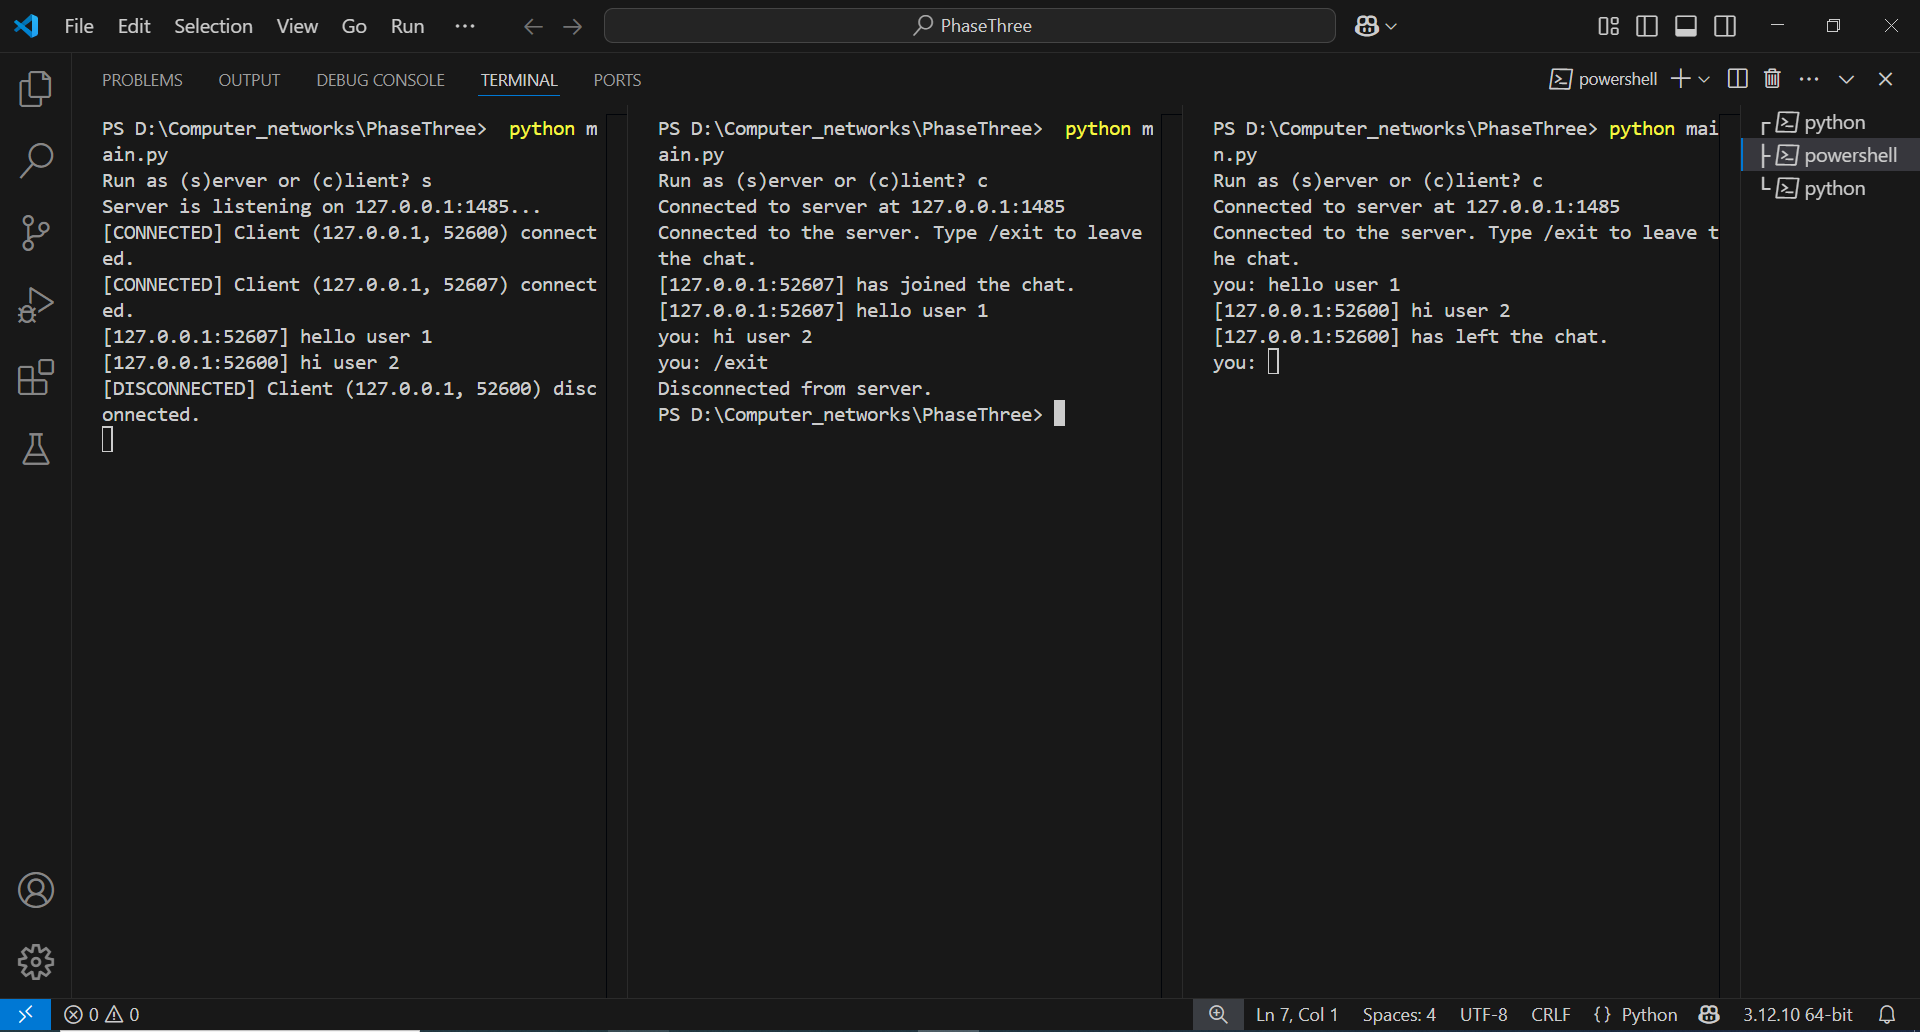 File Edit Selection View Go Run ···
PhaseThree
PROBLEMS OUTPUT DEBUG CONSOLE TERMINAL PORTS
powershell
PS D:\Computer_networks\PhaseThree>  python m
ain.py
Run as (s)erver or (c)lient? s
Server is listening on 127.0.0.1:1485...
[CONNECTED] Client (127.0.0.1, 52600) connect
ed.
[CONNECTED] Client (127.0.0.1, 52607) connect
ed.
[127.0.0.1:52607] hello user 1
[127.0.0.1:52600] hi user 2
[DISCONNECTED] Client (127.0.0.1, 52600) disc
onnected.
PS D:\Computer_networks\PhaseThree>  python m
ain.py
Run as (s)erver or (c)lient? c
Connected to server at 127.0.0.1:1485
Connected to the server. Type /exit to leave
the chat.
[127.0.0.1:52607] has joined the chat.
[127.0.0.1:52607] hello user 1
you: hi user 2
you: /exit
Disconnected from server.
PS D:\Computer_networks\PhaseThree>
PS D:\Computer_networks\PhaseThree> python mai
n.py
Run as (s)erver or (c)lient? c
Connected to server at 127.0.0.1:1485
Connected to the server. Type /exit to leave t
he chat.
you: hello user 1
[127.0.0.1:52600] hi user 2
[127.0.0.1:52600] has left the chat.
you:
python
powershell
python
0 0
Ln 7, Col 1 Spaces: 4 UTF-8 CRLF {} Python 3.12.10 64-bit